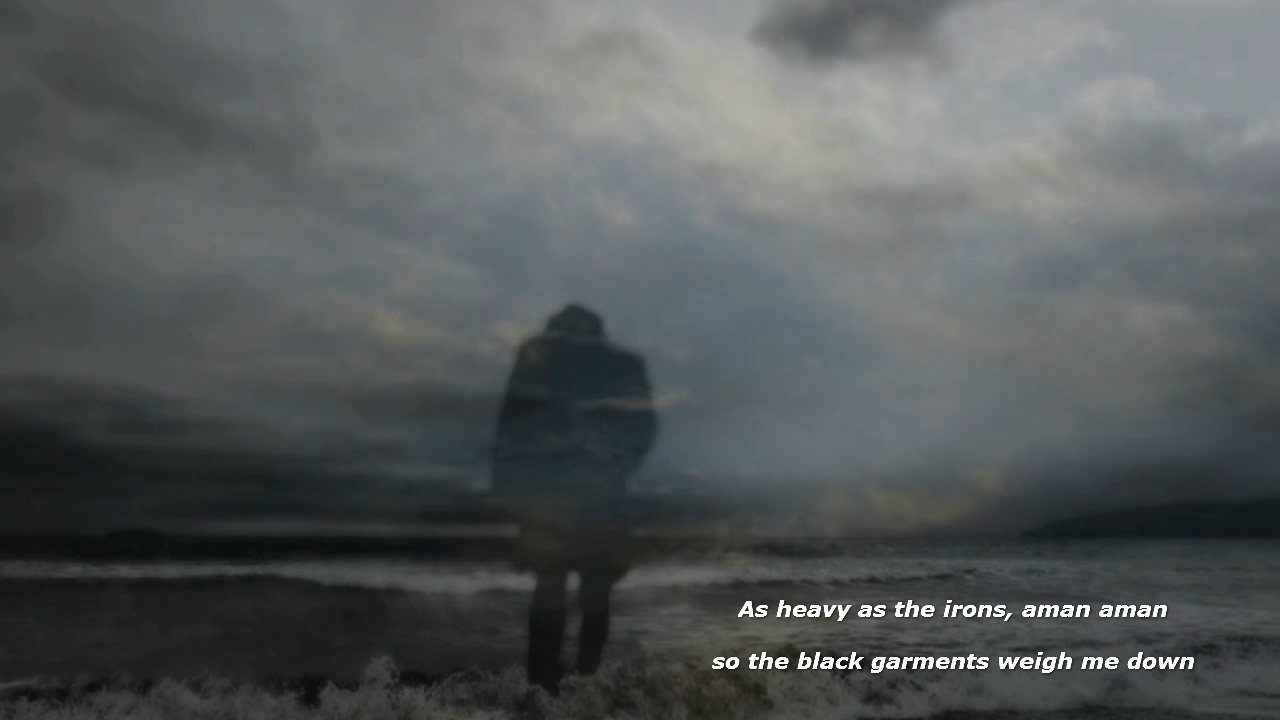 As heavy as the irons, aman aman
so the black garments weigh me down